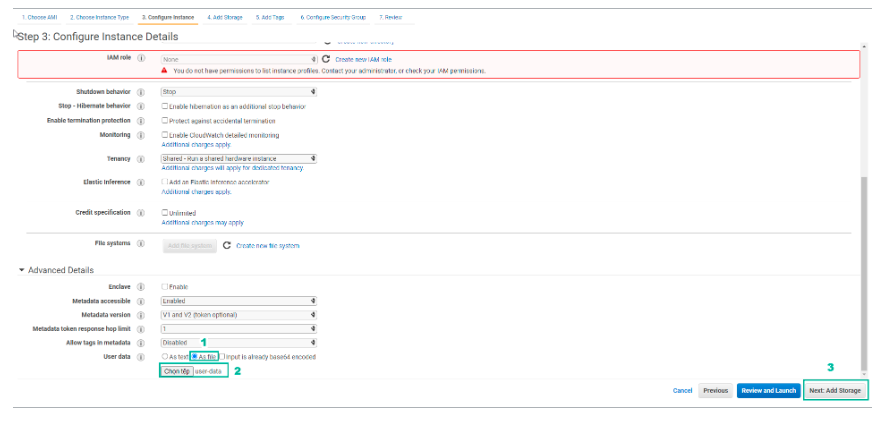 1. Choose AMI 2. Choose Instance Type 3. Configure Instance 4. Add Storage 5. Add Tags 6. Configure Security Group 7. Review
Step 3: Configure Instance Details
IAM role None Create new IAM role
You do not have permissions to list instance profiles. Contact your administrator, or check your IAM permissions.
Shutdown behavior Stop
Stop - Hibernate behavior Enable hibernation as an additional stop behavior
Enable termination protection Protect against accidental termination
Monitoring Enable CloudWatch detailed monitoring
Additional charges apply.
Tenancy Shared - Run a shared hardware instance
Additional charges will apply for dedicated tenancy.
Elastic Inference Add an Elastic Inference accelerator
Additional charges apply.
Credit specification Unlimited
Additional charges may apply
File systems Add file system Create new file system
Advanced Details
Enclave Enable
Metadata accessible Enabled
Metadata version V1 and V2 (token optional)
Metadata token response hop limit 1
Allow tags in metadata Disabled
1
User data As text As file Input is already base64 encoded
Chọn tệp user-data 2
3
Cancel Previous Review and Launch Next: Add Storage